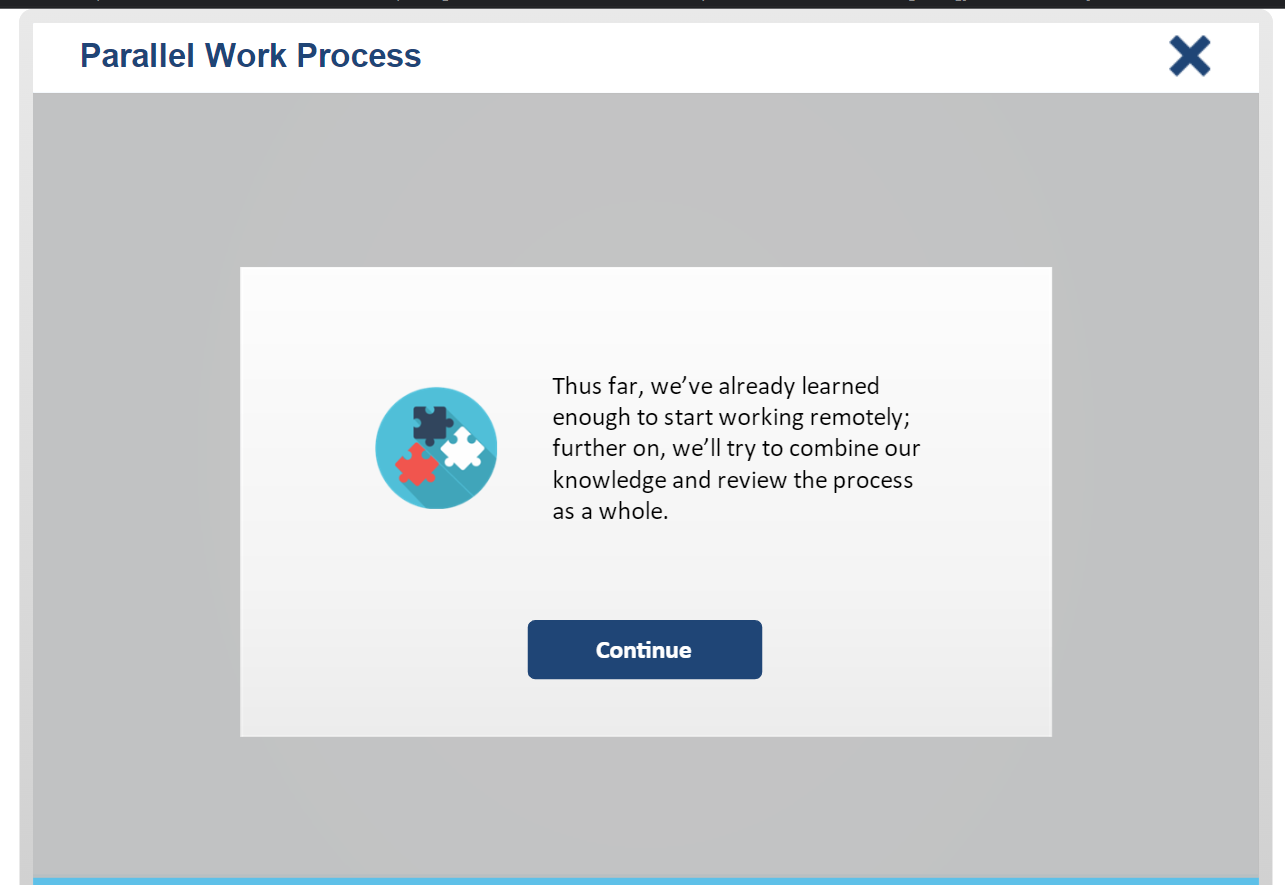 Parallel Work Process
Thus far, we’ve already learned
enough to start working remotely;
further on, we’ll try to combine our
knowledge and review the process
as a whole.
Continue